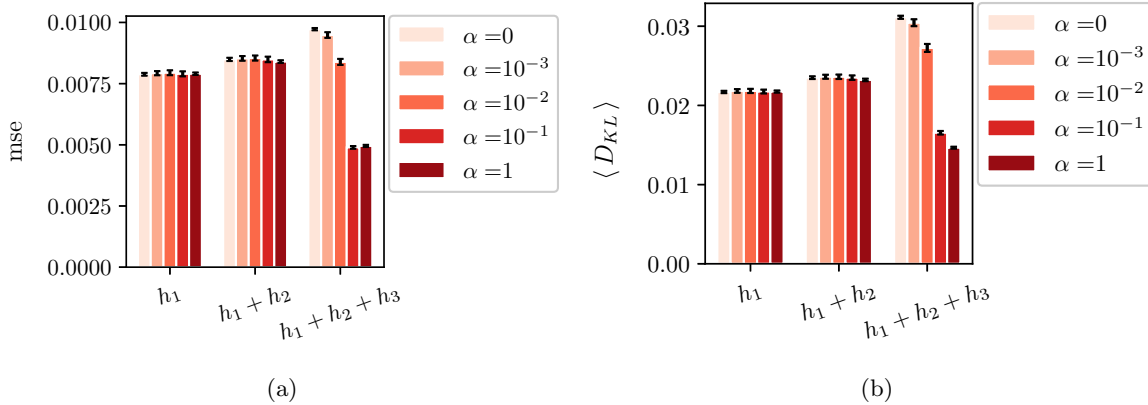 mse
0.0100
0.0075
0.0050
0.0025
0.0000
h₁
h₁ + h₂
h₁ + h₂ + h₃
α =0
α =10⁻³
α =10⁻²
α =10⁻¹
α =1
(a)
⟨D_{KL}⟩
0.03
0.02
0.01
0.00
h₁
h₁ + h₂
h₁ + h₂ + h₃
α =0
α =10⁻³
α =10⁻²
α =10⁻¹
α =1
(b)